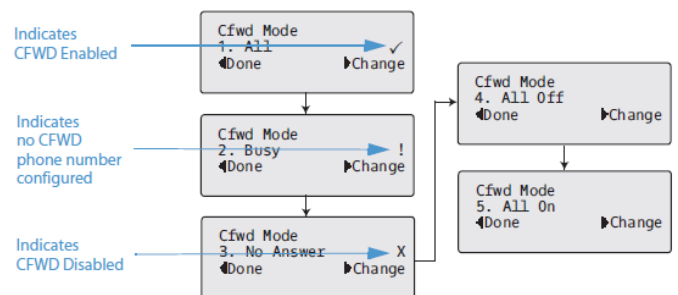 Indicates
CFWD Enabled
Cfwd Mode
1. All ✓
◀Done ▶Change
Indicates
no CFWD
phone number
configured
Cfwd Mode
2. Busy !
◀Done ▶Change
Indicates
CFWD Disabled
Cfwd Mode
3. No Answer X
◀Done ▶Change
Cfwd Mode
4. All Off
◀Done ▶Change
Cfwd Mode
5. All On
◀Done ▶Change